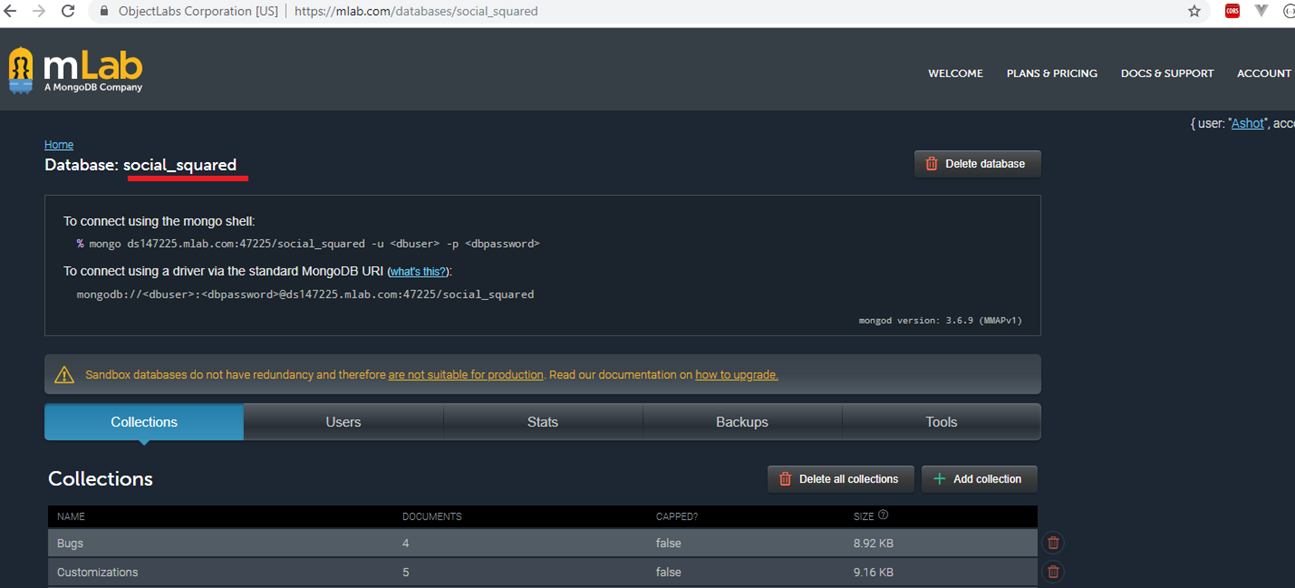 ObjectLabs Corporation [US] | https://mlab.com/databases/social_squared
CORS
mLab
A MongoDB Company
WELCOME PLANS & PRICING DOCS & SUPPORT ACCOUNT
{ user: "Ashot", acc
Home
Database: social_squared
Delete database
To connect using the mongo shell:
% mongo ds147225.mlab.com:47225/social_squared -u <dbuser> -p <dbpassword>
To connect using a driver via the standard MongoDB URI (what's this?):
mongodb://<dbuser>:<dbpassword>@ds147225.mlab.com:47225/social_squared
mongod version: 3.6.9 (MMAPv1)
Sandbox databases do not have redundancy and therefore are not suitable for production. Read our documentation on how to upgrade.
Collections Users Stats Backups Tools
Collections
Delete all collections + Add collection
NAME DOCUMENTS CAPPED? SIZE ?
Bugs 4 false 8.92 KB
Customizations 5 false 9.16 KB